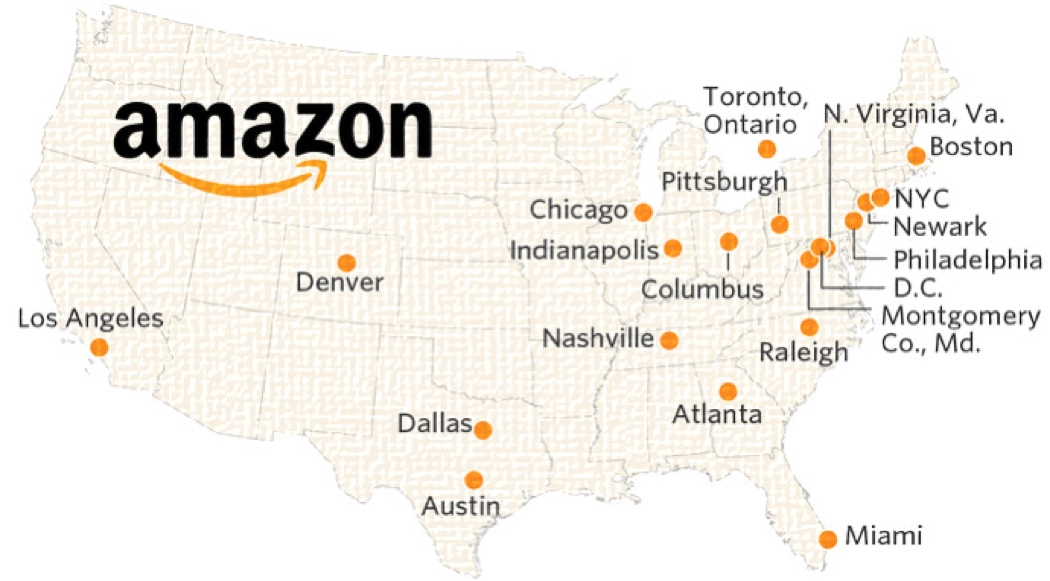 amazon
Toronto,
Ontario
N. Virginia, Va.
Boston
Pittsburgh
NYC
Chicago
Newark
Indianapolis
Philadelphia
Denver
Columbus
D.C.
Montgomery
Co., Md.
Los Angeles
Nashville
Raleigh
Atlanta
Dallas
Austin
Miami